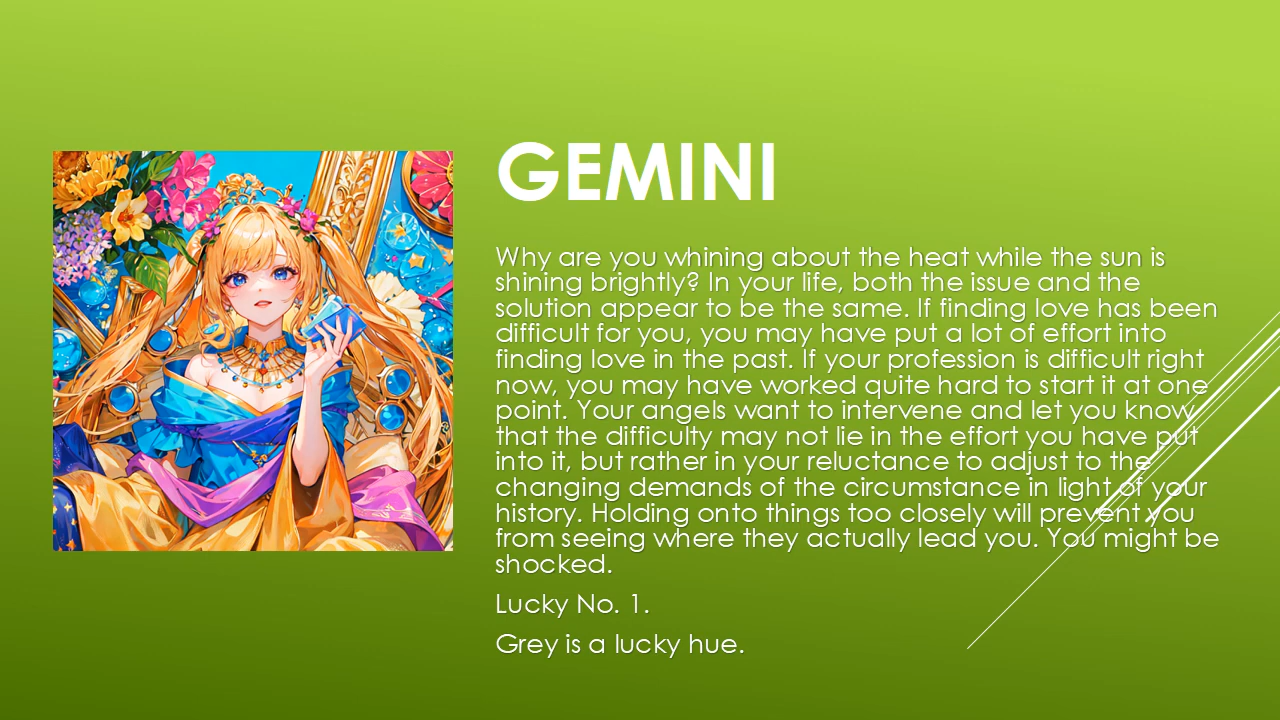 GEMINI
Why are you whining about the heat while the sun is
shining brightly? In your life, both the issue and the
solution appear to be the same. If finding love has been
difficult for you, you may have put a lot of effort into
finding love in the past. If your profession is difficult right
now, you may have worked quite hard to start it at one
point. Your angels want to intervene and let you know
that the difficulty may not lie in the effort you have put
into it, but rather in your reluctance to adjust to the
changing demands of the circumstance in light of your
history. Holding onto things too closely will prevent you
from seeing where they actually lead you. You might be
shocked.
Lucky No. 1.
Grey is a lucky hue.